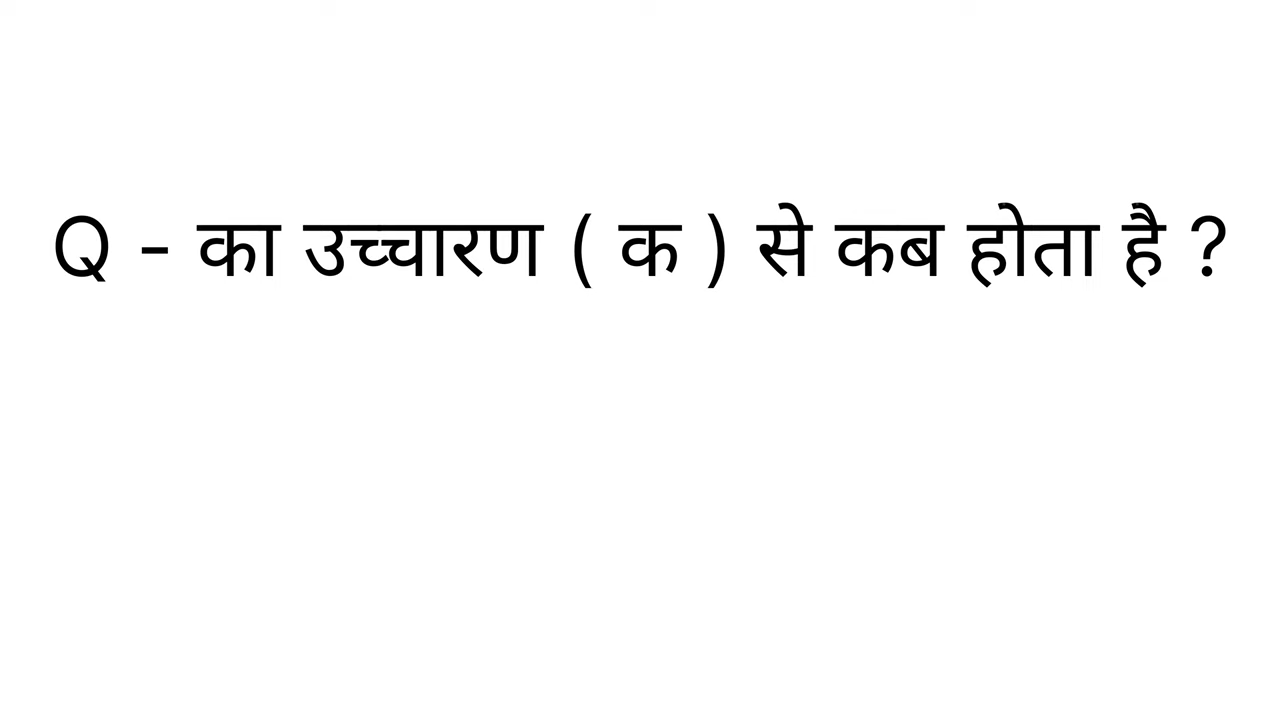 Q - का उच्चारण ( क ) से कब होता है ?